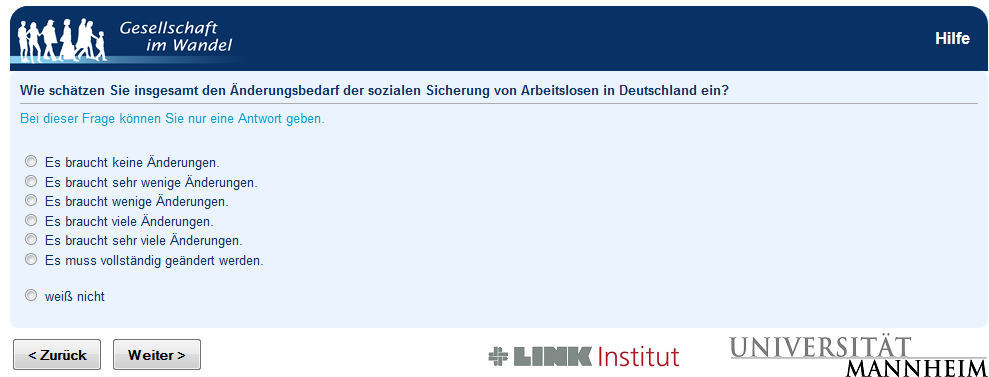 Gesellschaft
im Wandel
Hilfe
Wie schätzen Sie insgesamt den Änderungsbedarf der sozialen Sicherung von Arbeitslosen in Deutschland ein?
Bei dieser Frage können Sie nur eine Antwort geben.
Es braucht keine Änderungen.
Es braucht sehr wenige Änderungen.
Es braucht wenige Änderungen.
Es braucht viele Änderungen.
Es braucht sehr viele Änderungen.
Es muss vollständig geändert werden.
weiß nicht
< Zurück
Weiter >
LINK Institut
UNIVERSITÄT
MANNHEIM